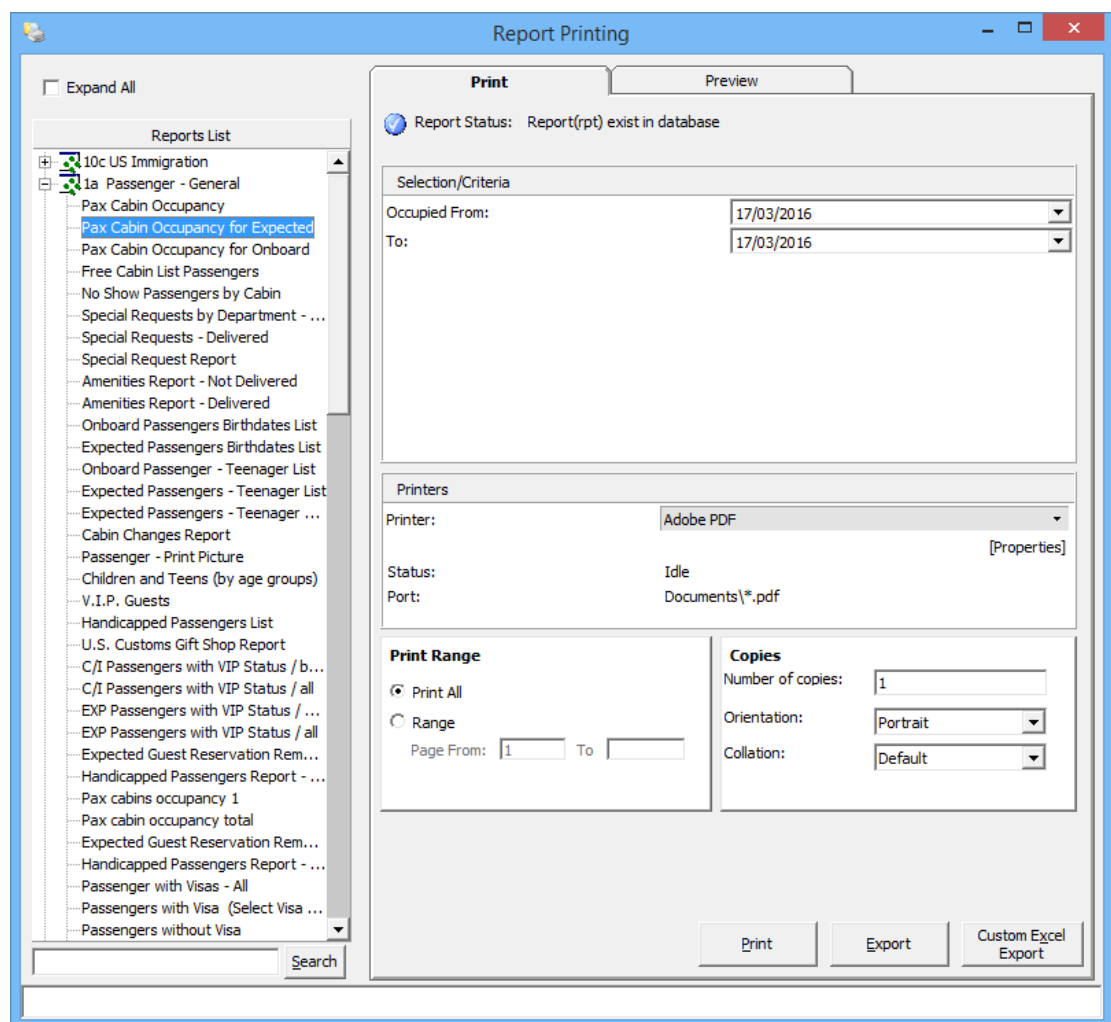 Report Printing
Expand All
Reports List
10c US Immigration
1a Passenger - General
Pax Cabin Occupancy
Pax Cabin Occupancy for Expected
Pax Cabin Occupancy for Onboard
Free Cabin List Passengers
No Show Passengers by Cabin
Special Requests by Department - ...
Special Requests - Delivered
Special Request Report
Amenities Report - Not Delivered
Amenities Report - Delivered
Onboard Passengers Birthdates List
Expected Passengers Birthdates List
Onboard Passenger - Teenager List
Expected Passengers - Teenager List
Expected Passengers - Teenager ...
Cabin Changes Report
Passenger - Print Picture
Children and Teens (by age groups)
V.I.P. Guests
Handicapped Passengers List
U.S. Customs Gift Shop Report
C/I Passengers with VIP Status / b...
C/I Passengers with VIP Status / all
EXP Passengers with VIP Status / ...
EXP Passengers with VIP Status / all
Expected Guest Reservation Rem...
Handicapped Passengers Report - ...
Pax cabins occupancy 1
Pax cabin occupancy total
Expected Guest Reservation Rem...
Handicapped Passengers Report - ...
Passenger with Visas - All
Passengers with Visa (Select Visa ...
Passengers without Visa
Search
Print
Preview
Report Status: Report(rpt) exist in database
Selection/Criteria
Occupied From: 17/03/2016
To: 17/03/2016
Printers
Printer: Adobe PDF
[Properties]
Status: Idle
Port: Documents\*.pdf
Print Range
Print All
Range
Page From: 1 To
Copies
Number of copies: 1
Orientation: Portrait
Collation: Default
Print
Export
Custom Excel
Export